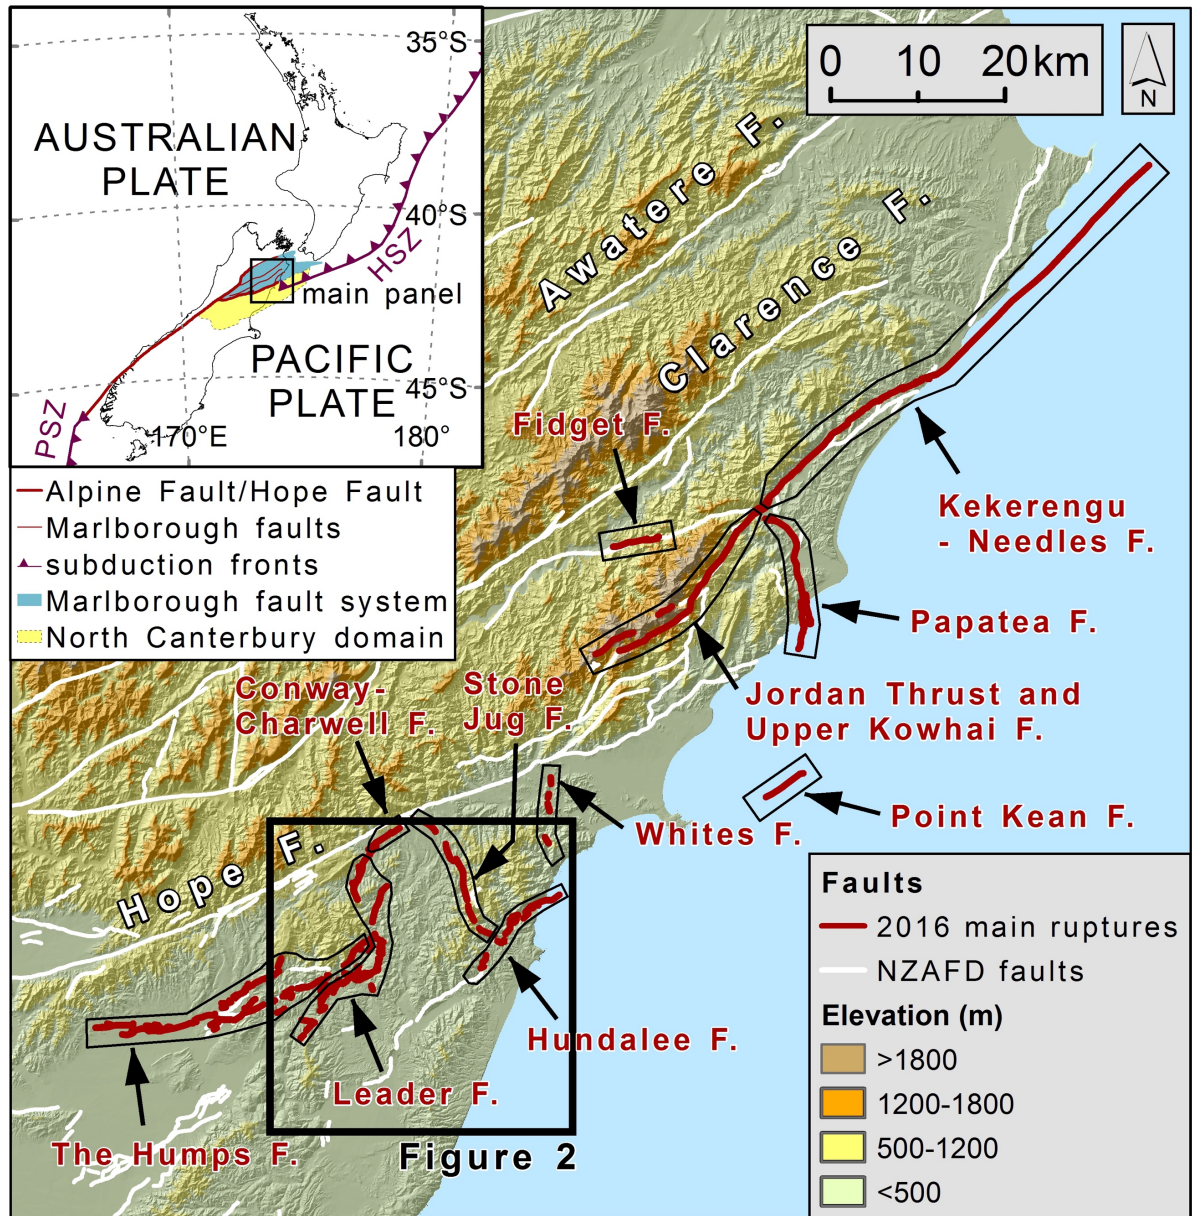 35°S
AUSTRALIAN
PLATE
40°S
HSZ
main panel
PACIFIC
PLATE
45°S
PSZ
170°E
180°
Alpine Fault/Hope Fault
Marlborough faults
subduction fronts
Marlborough fault system
North Canterbury domain
0 10 20 km
N
Awatere F.
Clarence F.
Fidget F.
Kekerengu
- Needles F.
Papatea F.
Jordan Thrust and
Upper Kowhai F.
Conway-
Charwell F.
Stone
Jug F.
Whites F.
Point Kean F.
Hope F.
Hundalee F.
Leader F.
The Humps F.
Figure 2
Faults
2016 main ruptures
NZAFD faults
Elevation (m)
>1800
1200-1800
500-1200
<500